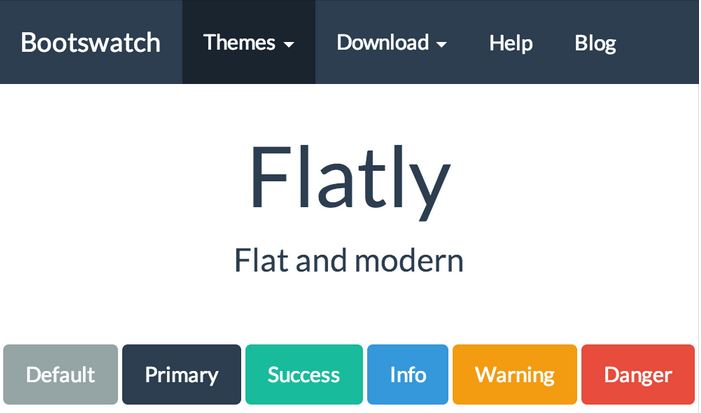 Bootswatch Themes Download Help Blog
Flatly
Flat and modern
Default Primary Success Info Warning Danger